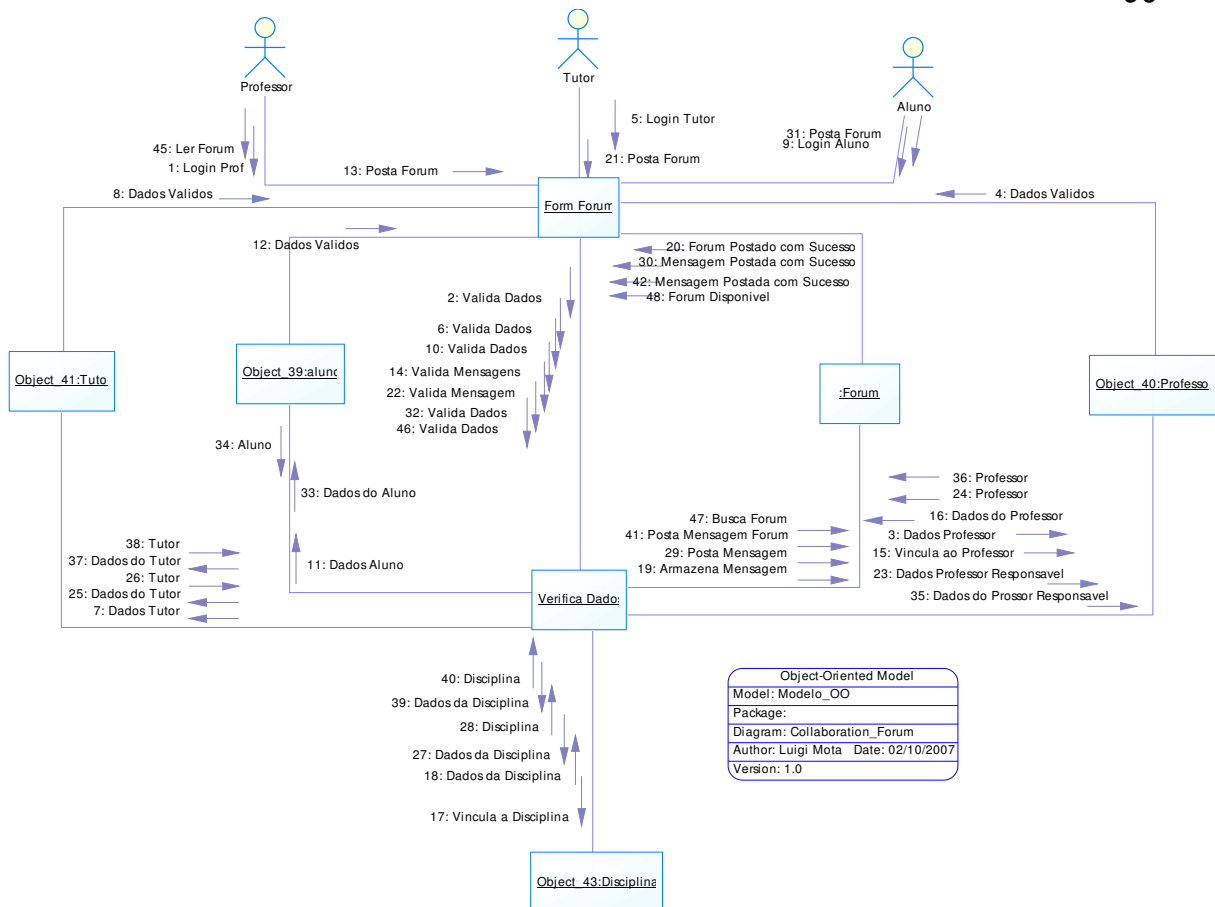 Professor
Tutor
Aluno
5: Login Tutor
31: Posta Forum
9: Login Aluno
45: Ler Forum
1: Login Prof
13: Posta Forum
21: Posta Forum
8: Dados Validos
4: Dados Validos
Form Forum
12: Dados Validos
20: Forum Postado com Sucesso
30: Mensagem Postada com Sucesso
42: Mensagem Postada com Sucesso
48: Forum Disponivel
2: Valida Dados
6: Valida Dados
10: Valida Dados
14: Valida Mensagens
22: Valida Mensagem
32: Valida Dados
46: Valida Dados
Object_41:Tuto
Object_39:aluno
:Forum
Object_40:Professo
34: Aluno
33: Dados do Aluno
11: Dados Aluno
36: Professor
24: Professor
16: Dados do Professor
3: Dados Professor
15: Vincula ao Professor
23: Dados Professor Responsavel
35: Dados do Prossor Responsavel
47: Busca Forum
41: Posta Mensagem Forum
29: Posta Mensagem
19: Armazena Mensagem
38: Tutor
37: Dados do Tutor
26: Tutor
25: Dados do Tutor
7: Dados Tutor
Verifica Dados
40: Disciplina
39: Dados da Disciplina
28: Disciplina
27: Dados da Disciplina
18: Dados da Disciplina
17: Vincula a Disciplina
Object_43:Disciplina
Object-Oriented Model
Model: Modelo_OO
Package:
Diagram: Collaboration_Forum
Author: Luigi Mota Date: 02/10/2007
Version: 1.0